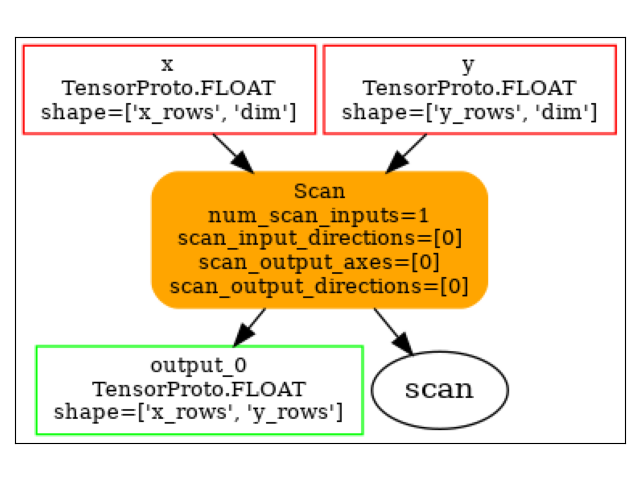 x
TensorProto.FLOAT
shape=['x_rows', 'dim']
y
TensorProto.FLOAT
shape=['y_rows', 'dim']
Scan
num_scan_inputs=1
scan_input_directions=[0]
scan_output_axes=[0]
scan_output_directions=[0]
output_0
TensorProto.FLOAT
shape=['x_rows', 'y_rows']
scan